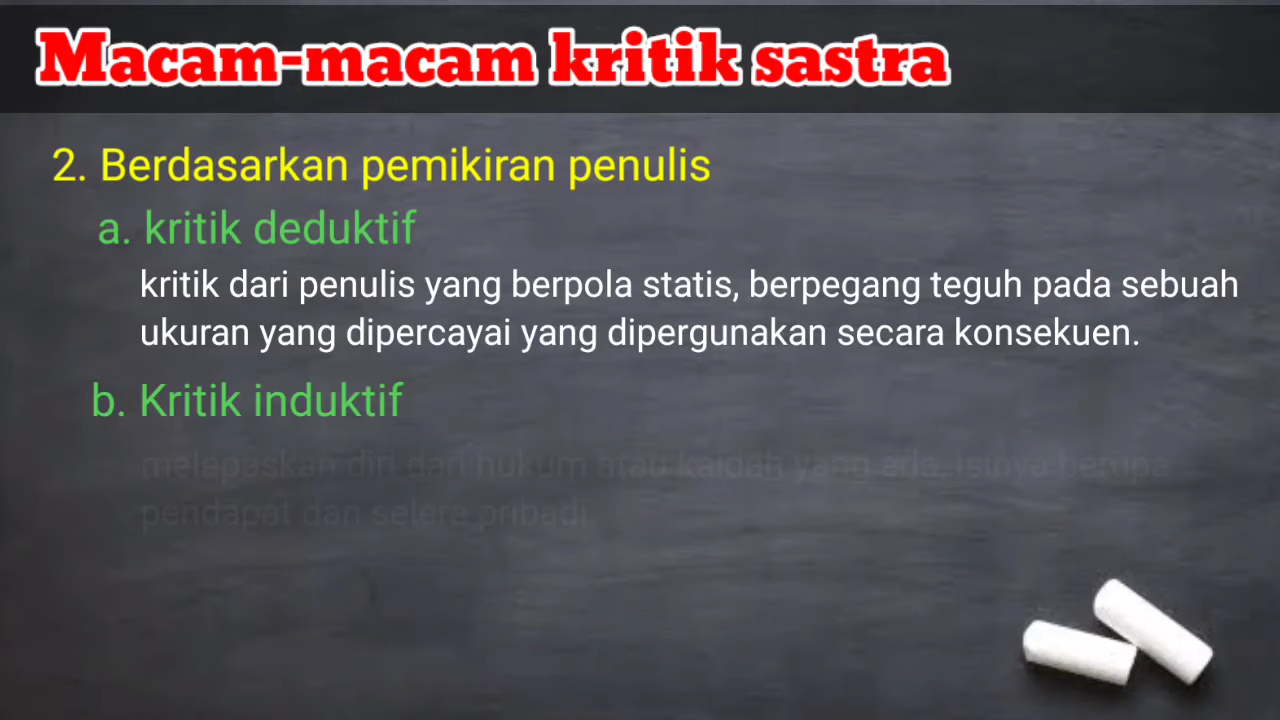 Macam-macam kritik sastra
2. Berdasarkan pemikiran penulis
a. kritik deduktif
kritik dari penulis yang berpola statis, berpegang teguh pada sebuah
ukuran yang dipercayai yang dipergunakan secara konsekuen.
b. Kritik induktif
melepaskan diri dari hukum atau kaidah yang ada, isinya berupa
pendapat dan selera pribadi.